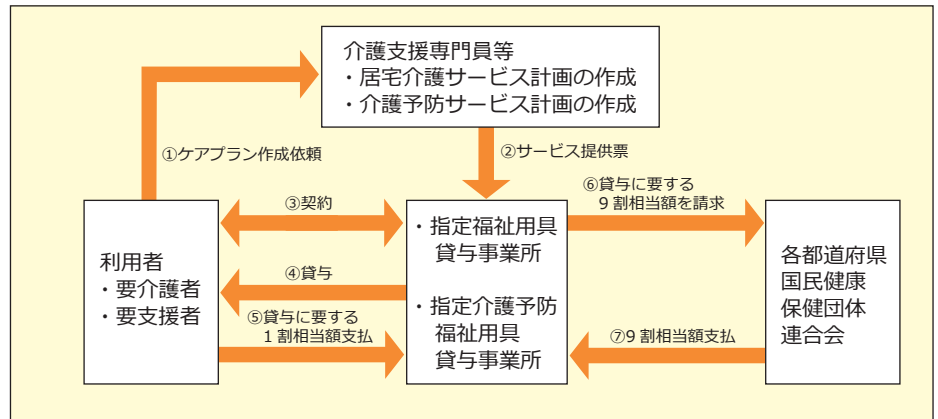 介護支援専門員等
・居宅介護サービス計画の作成
・介護予防サービス計画の作成
①ケアプラン作成依頼
②サービス提供票
⑥貸与に要する
9割相当額を請求
③契約
利用者
・要介護者
・要支援者
・指定福祉用具
貸与事業所
・指定介護予防
福祉用具
貸与事業所
各都道府県
国民健康
保健団体
連合会
④貸与
⑤貸与に要する
1割相当額支払
⑦9割相当額支払